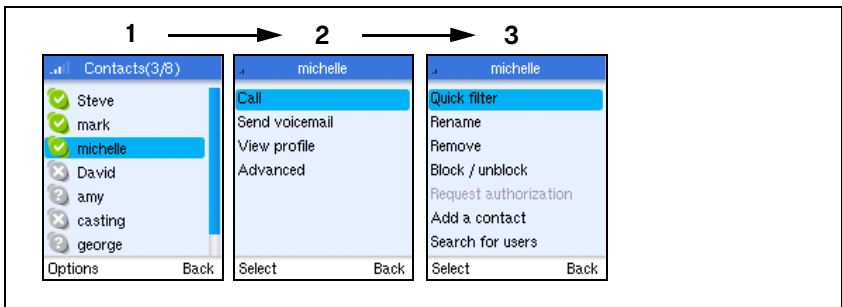 1 2 3
Contacts(3/8)
Steve
mark
michelle
David
amy
casting
george
Options Back
michelle
Call
Send voicemail
View profile
Advanced
Select Back
michelle
Quick filter
Rename
Remove
Block / unblock
Request authorization
Add a contact
Search for users
Select Back